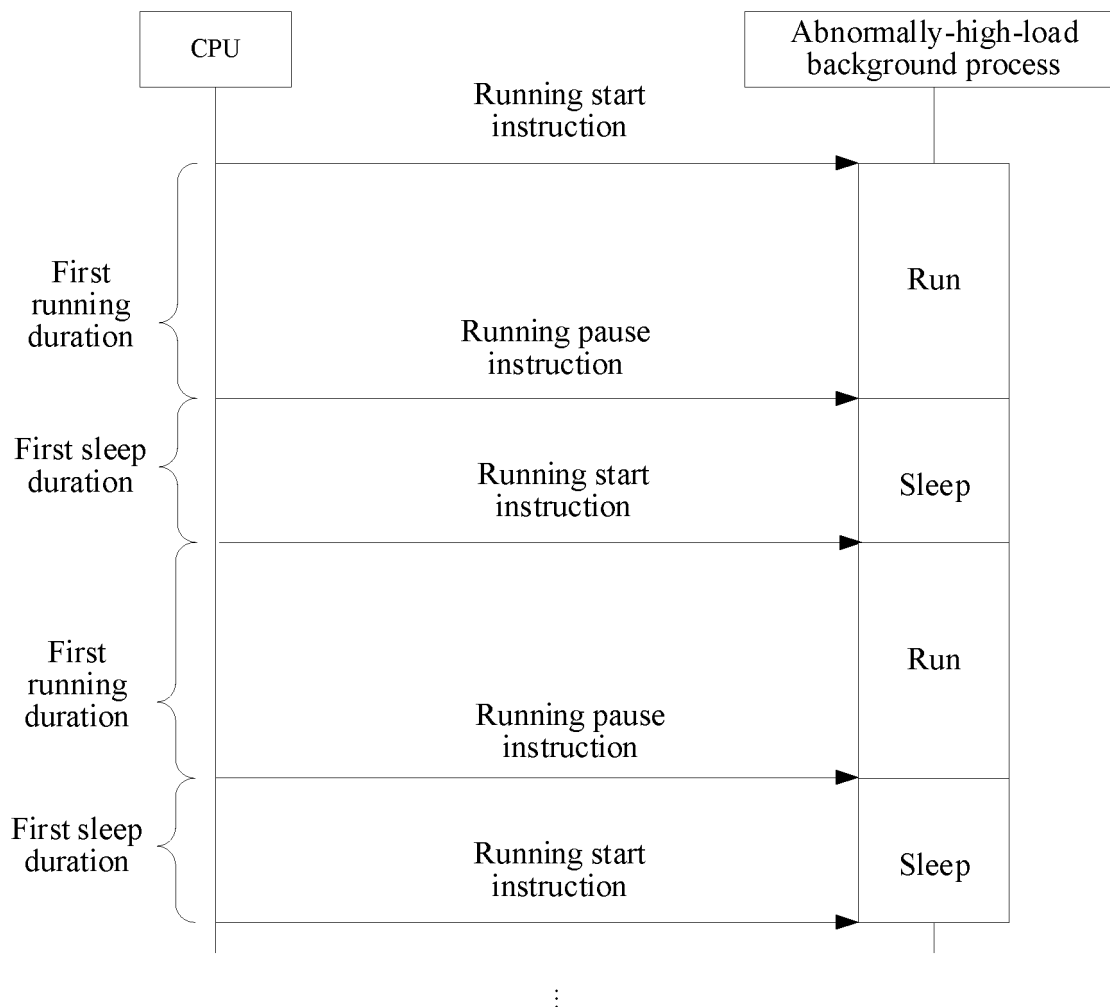 CPU
Abnormally-high-load
background process
Running start
instruction
First
running
duration
Run
Running pause
instruction
First sleep
duration
Running start
instruction
Sleep
First
running
duration
Run
Running pause
instruction
First sleep
duration
Running start
instruction
Sleep
⋮